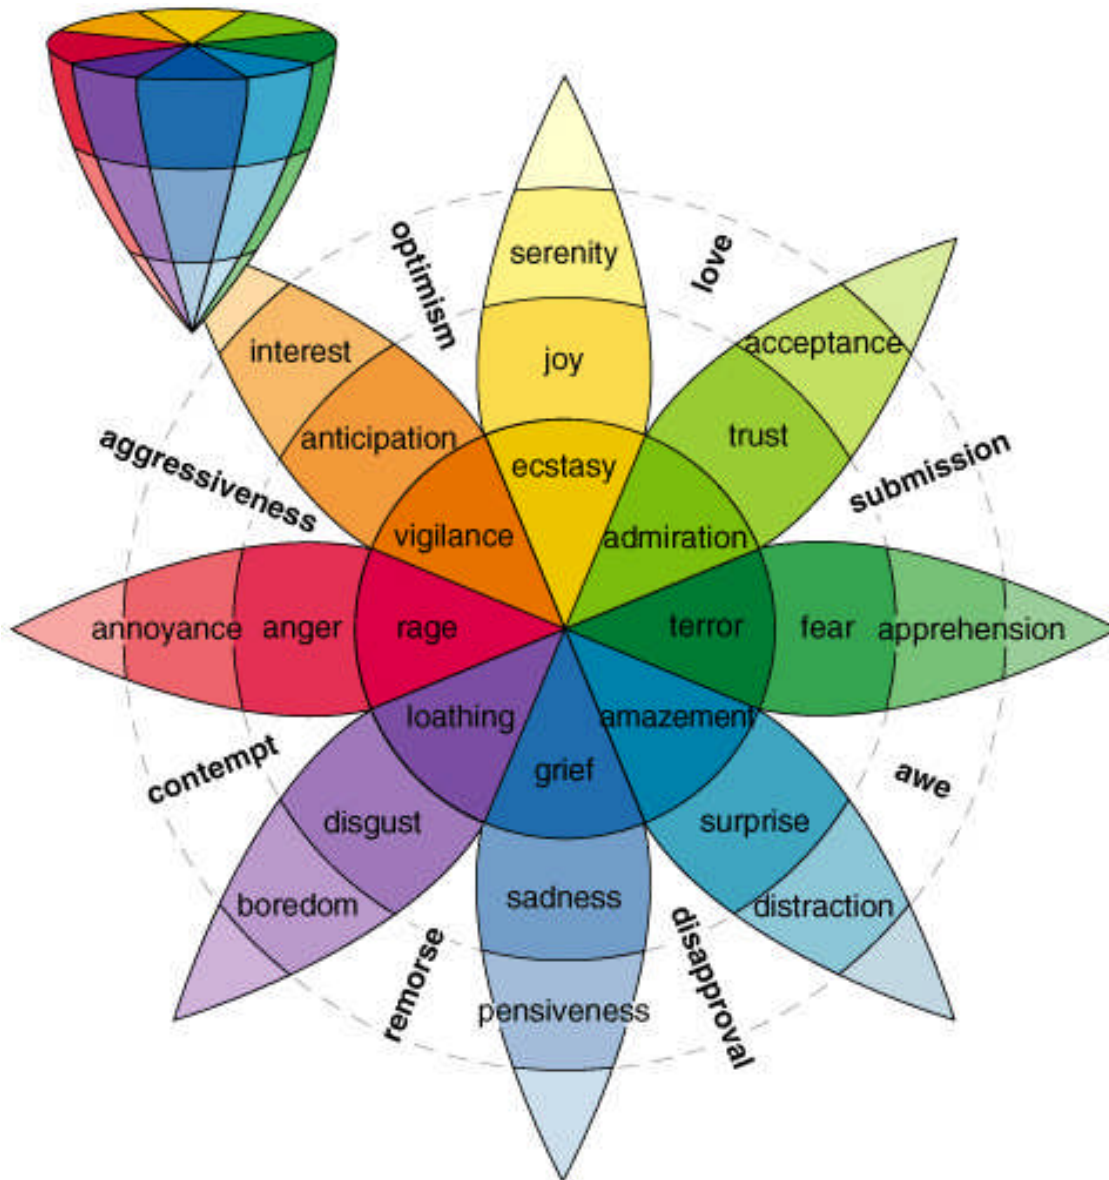 optimism
love
serenity
interest
acceptance
joy
anticipation
trust
aggressiveness
ecstasy
submission
vigilance
admiration
annoyance
anger
rage
terror
fear
apprehension
loathing
amazement
contempt
grief
awe
disgust
surprise
boredom
sadness
distraction
remorse
disapproval
pensiveness